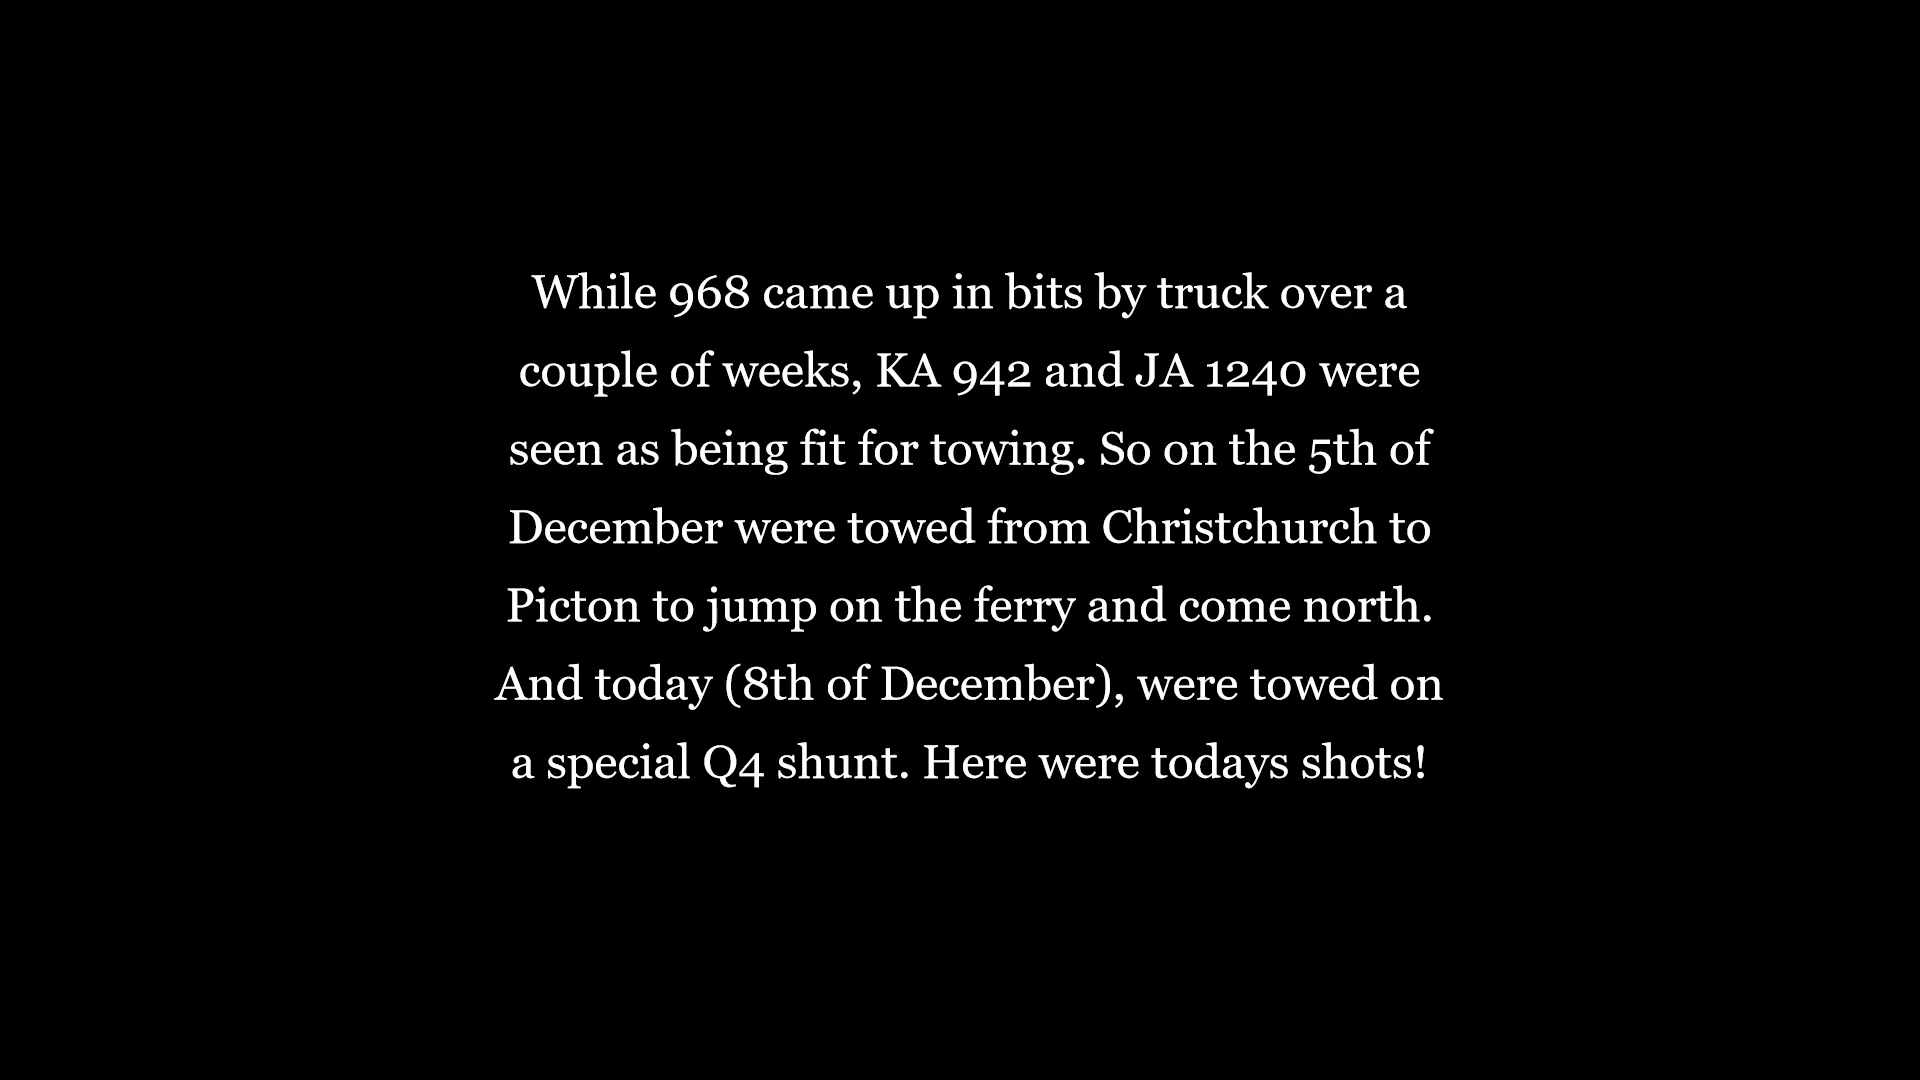 While 968 came up in bits by truck over a
couple of weeks, KA 942 and JA 1240 were
seen as being fit for towing. So on the 5th of
December were towed from Christchurch to
Picton to jump on the ferry and come north.
And today (8th of December), were towed on
a special Q4 shunt. Here were todays shots!